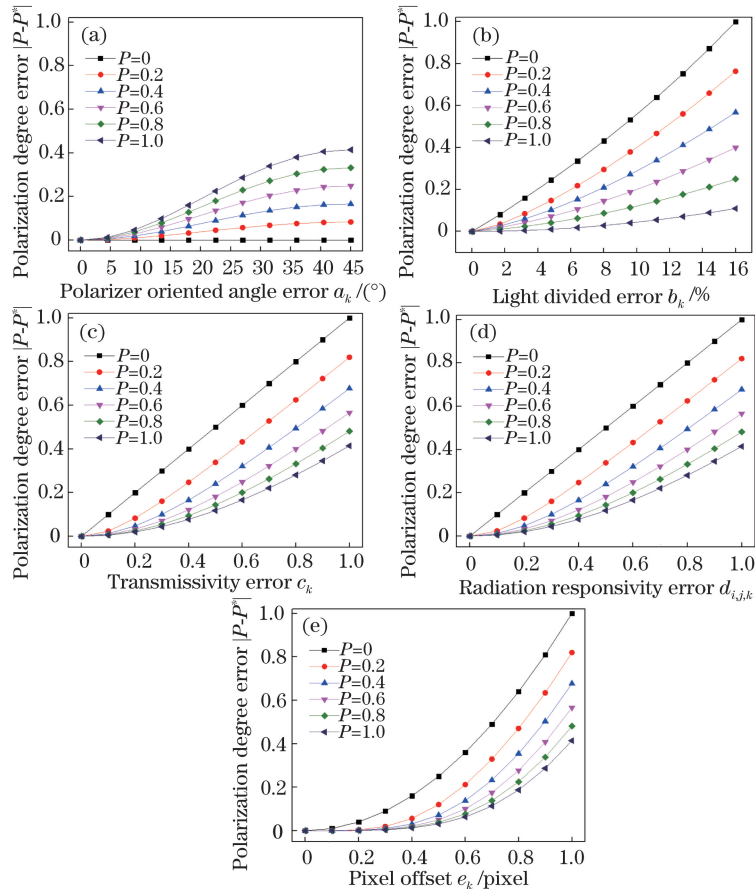 (a)
Polarization degree error |P-P*|
1.0
0.8
0.6
0.4
0.2
0
P=0
P=0.2
P=0.4
P=0.6
P=0.8
P=1.0
0 5 10 15 20 25 30 35 40 45
Polarizer oriented angle error a_k /(°)
(b)
Polarization degree error |P-P*|
1.0
0.8
0.6
0.4
0.2
0
P=0
P=0.2
P=0.4
P=0.6
P=0.8
P=1.0
0 2 4 6 8 10 12 14 16
Light divided error b_k /%
(c)
Polarization degree error |P-P*|
1.0
0.8
0.6
0.4
0.2
0
P=0
P=0.2
P=0.4
P=0.6
P=0.8
P=1.0
0 0.2 0.4 0.6 0.8 1.0
Transmissivity error c_k
(d)
Polarization degree error |P-P*|
1.0
0.8
0.6
0.4
0.2
0
P=0
P=0.2
P=0.4
P=0.6
P=0.8
P=1.0
0 0.2 0.4 0.6 0.8 1.0
Radiation responsivity error d_{i,j,k}
(e)
Polarization degree error |P-P*|
1.0
0.8
0.6
0.4
0.2
0
P=0
P=0.2
P=0.4
P=0.6
P=0.8
P=1.0
0 0.2 0.4 0.6 0.8 1.0
Pixel offset e_k /pixel